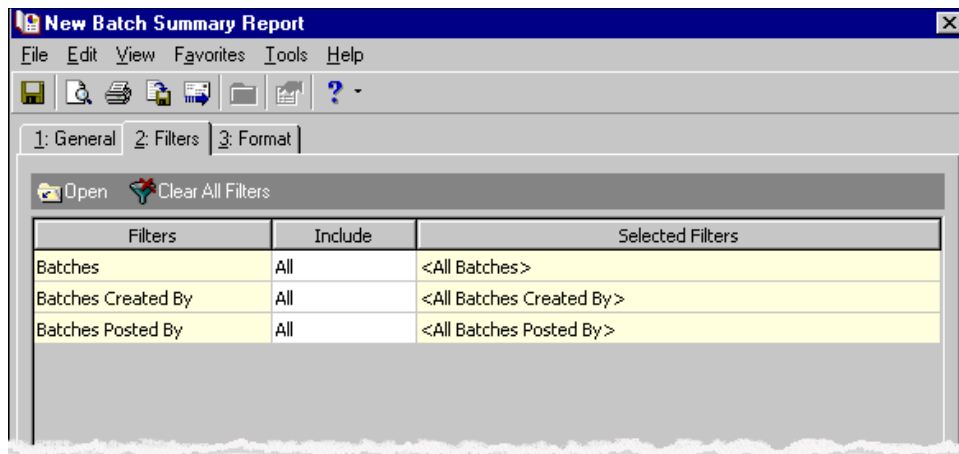 New Batch Summary Report
File Edit View Favorites Tools Help
?
1: General 2: Filters 3: Format
Open Clear All Filters
Filters Include Selected Filters
Batches All <All Batches>
Batches Created By All <All Batches Created By>
Batches Posted By All <All Batches Posted By>